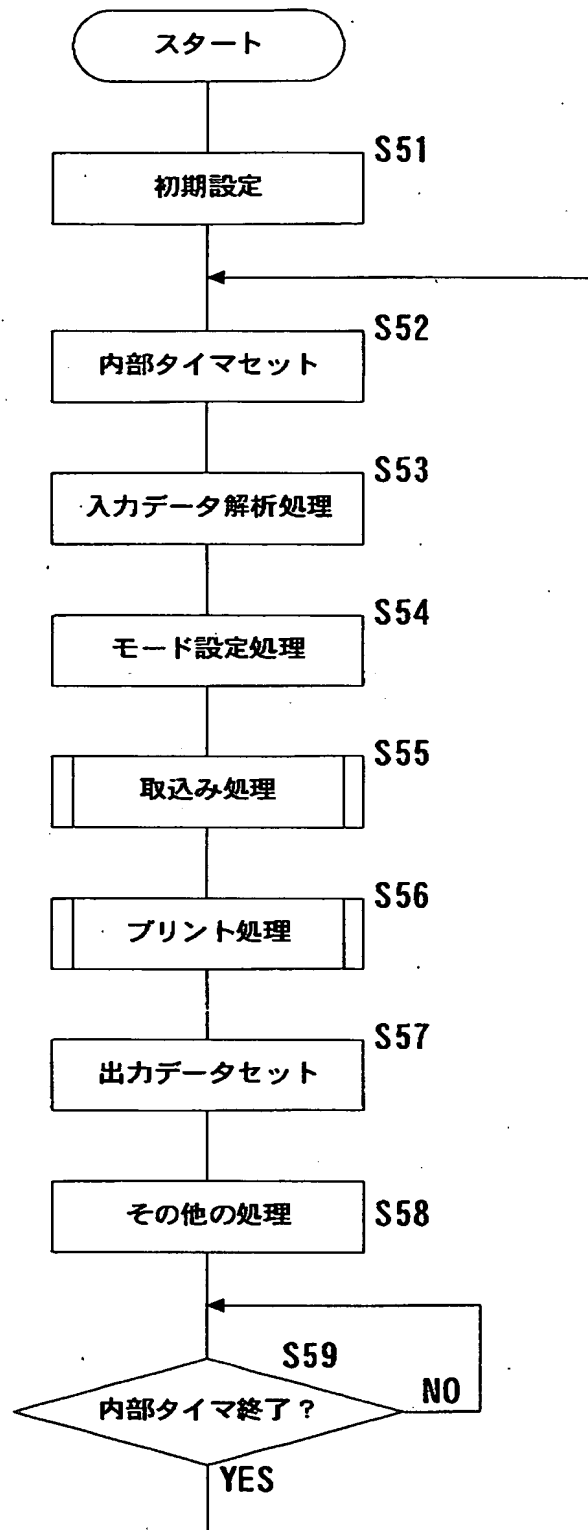 スタート
S51
初期設定
S52
内部タイマセット
S53
入力データ解析処理
S54
モード設定処理
S55
取込み処理
S56
プリント処理
S57
出力データセット
その他の処理 S58
S59
内部タイマ終了？
NO
YES